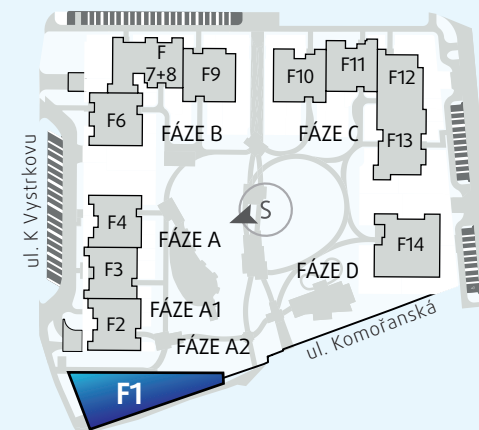 F
7+8
F9
F10
F11
F12
F6
FÁZE B
FÁZE C
F13
ul. K Vystrkovu
F4
S
FÁZE A
F14
F3
FÁZE D
F2
FÁZE A1
FÁZE A2
ul. Komořanská
F1